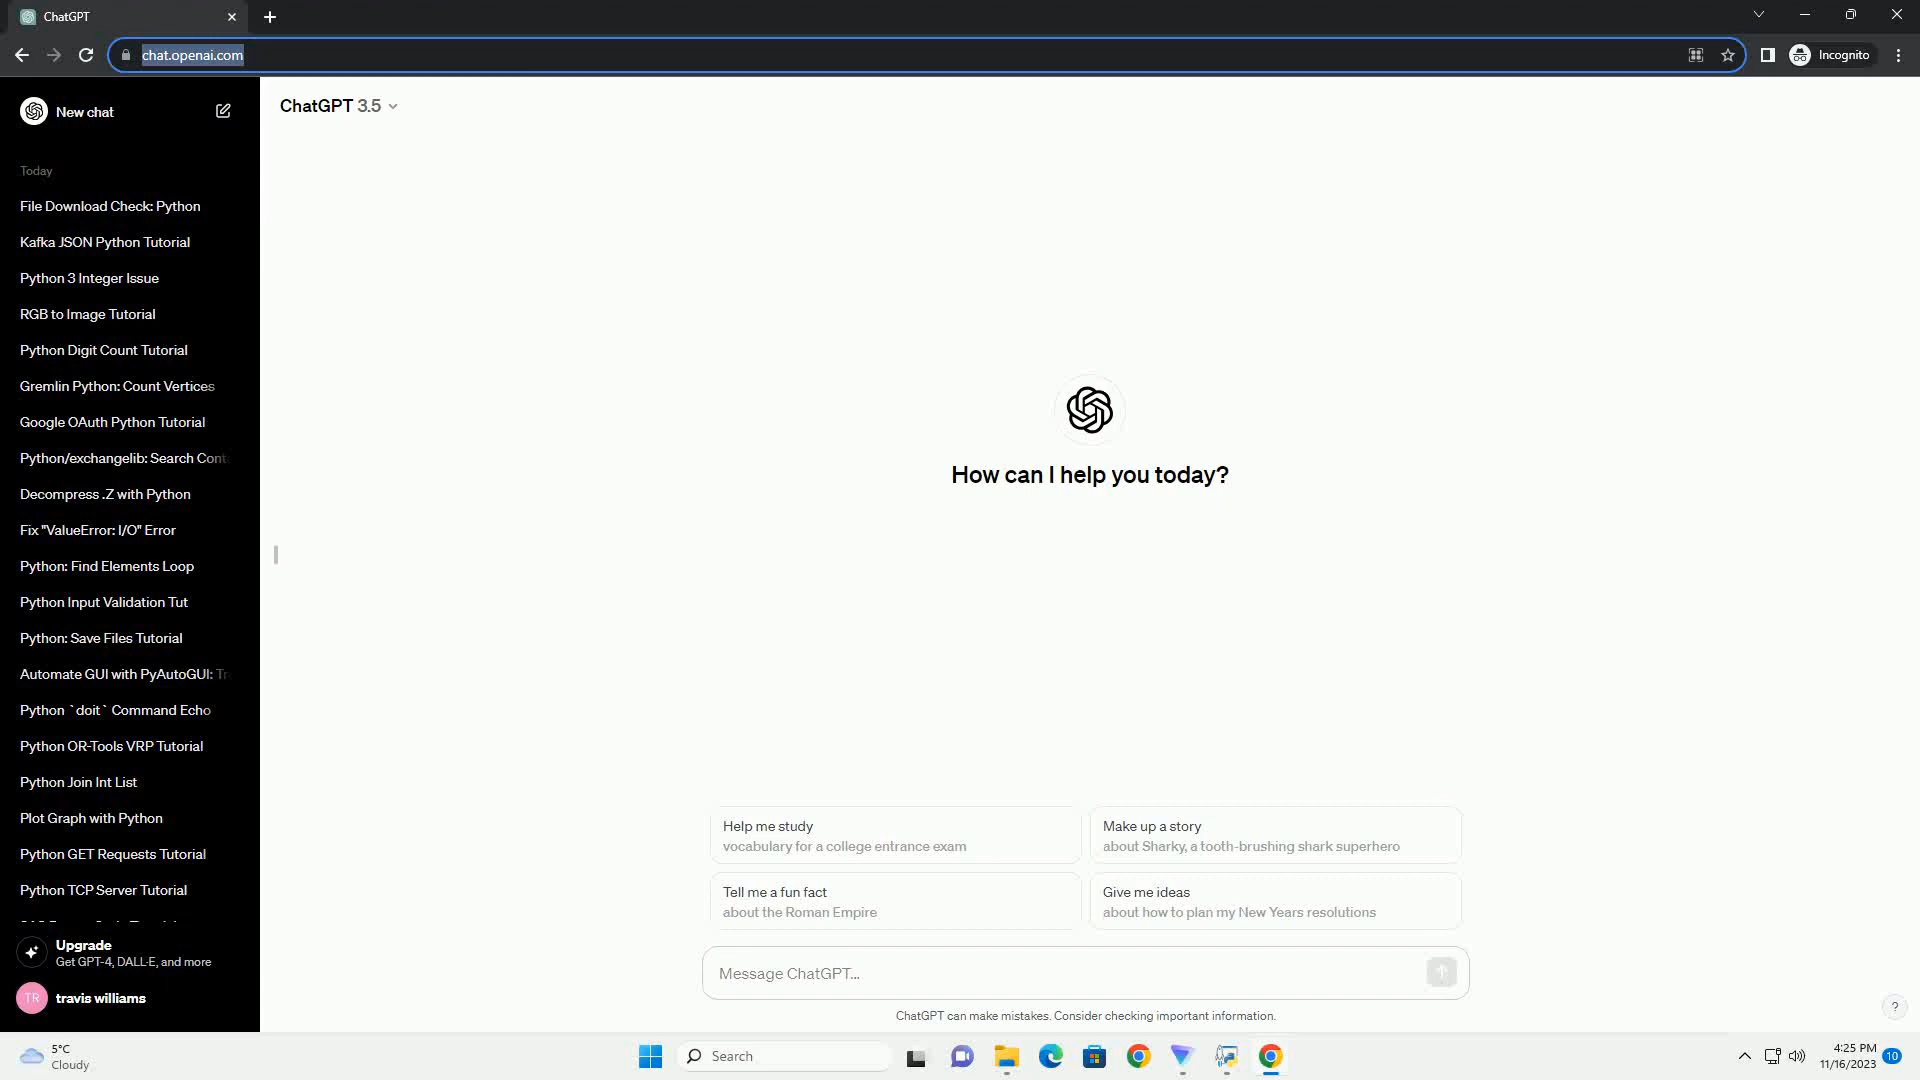 ChatGPT
chat.openai.com
Incognito
New chat
ChatGPT 3.5
Today
File Download Check: Python
Kafka JSON Python Tutorial
Python 3 Integer Issue
RGB to Image Tutorial
Python Digit Count Tutorial
Gremlin Python: Count Vertices
Google OAuth Python Tutorial
Python/exchangelib: Search Cont
Decompress .Z with Python
Fix "ValueError: I/O" Error
Python: Find Elements Loop
Python Input Validation Tut
Python: Save Files Tutorial
Automate GUI with PyAutoGUI: Tr
Python `doit` Command Echo
Python OR-Tools VRP Tutorial
Python Join Int List
Plot Graph with Python
Python GET Requests Tutorial
Python TCP Server Tutorial
Upgrade
Get GPT-4, DALL·E, and more
TR
travis williams
How can I help you today?
Help me study
vocabulary for a college entrance exam
Make up a story
about Sharky, a tooth-brushing shark superhero
Tell me a fun fact
about the Roman Empire
Give me ideas
about how to plan my New Years resolutions
Message ChatGPT...
ChatGPT can make mistakes. Consider checking important information.
?
5°C
Cloudy
Search
4:25 PM
11/16/2023
10